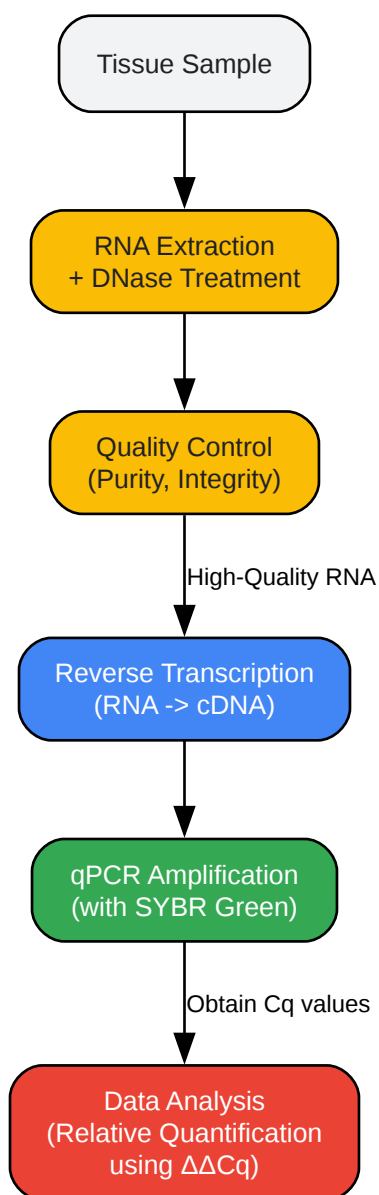 Tissue Sample
RNA Extraction
+ DNase Treatment
Quality Control
(Purity, Integrity)
High-Quality RNA
Reverse Transcription
(RNA -> cDNA)
qPCR Amplification
(with SYBR Green)
Obtain Cq values
Data Analysis
(Relative Quantification
using ΔΔCq)